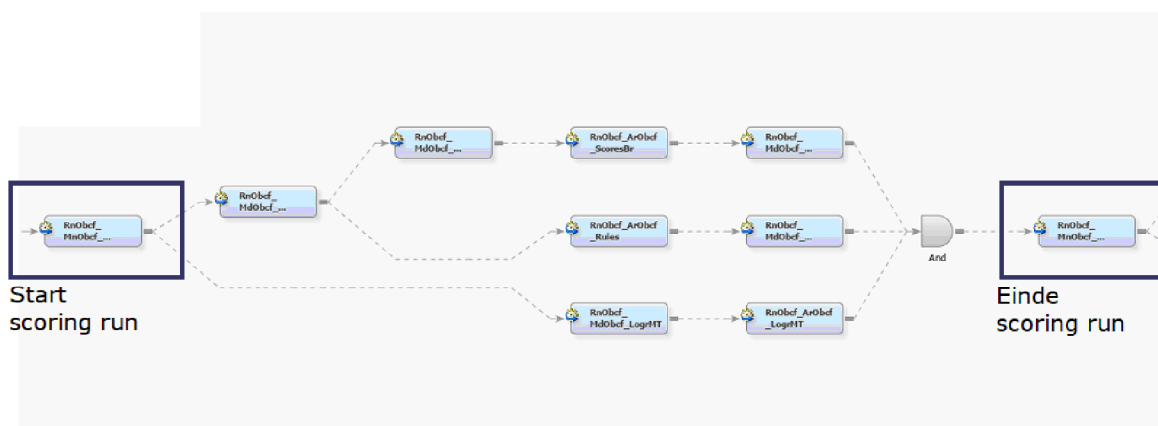 RnObcf_
MdObcf_...
RnObcf_ArObcf
_ScoresBr
RnObcf_
MdObcf_...
RnObcf_
MdObcf_...
RnObcf_
MnObcf_...
RnObcf_ArObcf
_Rules
RnObcf_
MdObcf_...
And
RnObcf_
MnObcf_...
Start
scoring run
RnObcf_
MdObcf_LogrMT
RnObcf_ArObcf
_LogrMT
Einde
scoring run